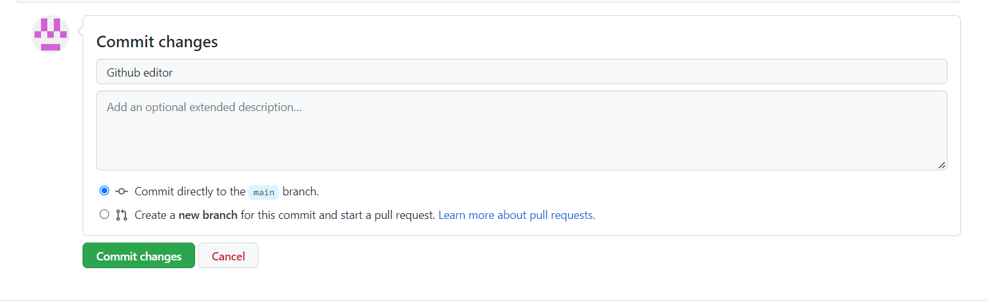 Commit changes
Github editor
Add an optional extended description...
Commit directly to the main branch.
Create a new branch for this commit and start a pull request. Learn more about pull requests.
Commit changes Cancel